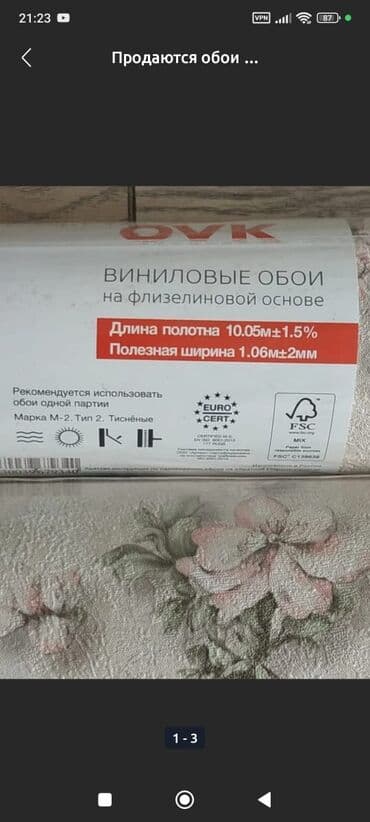 21:23
VPN
87
Продаются обои ...
OVK
ВИНИЛОВЫЕ ОБОИ
на флизелиновой основе
Длина полотна 10.05м±1.5%
Полезная ширина 1.06м±2мм
Рекомендуется использовать
обои одной партии
Марка М-2. Тип 2. Тиснёные
EURO
CERT
FSC
MIX
FSC® C136638
1 - 3